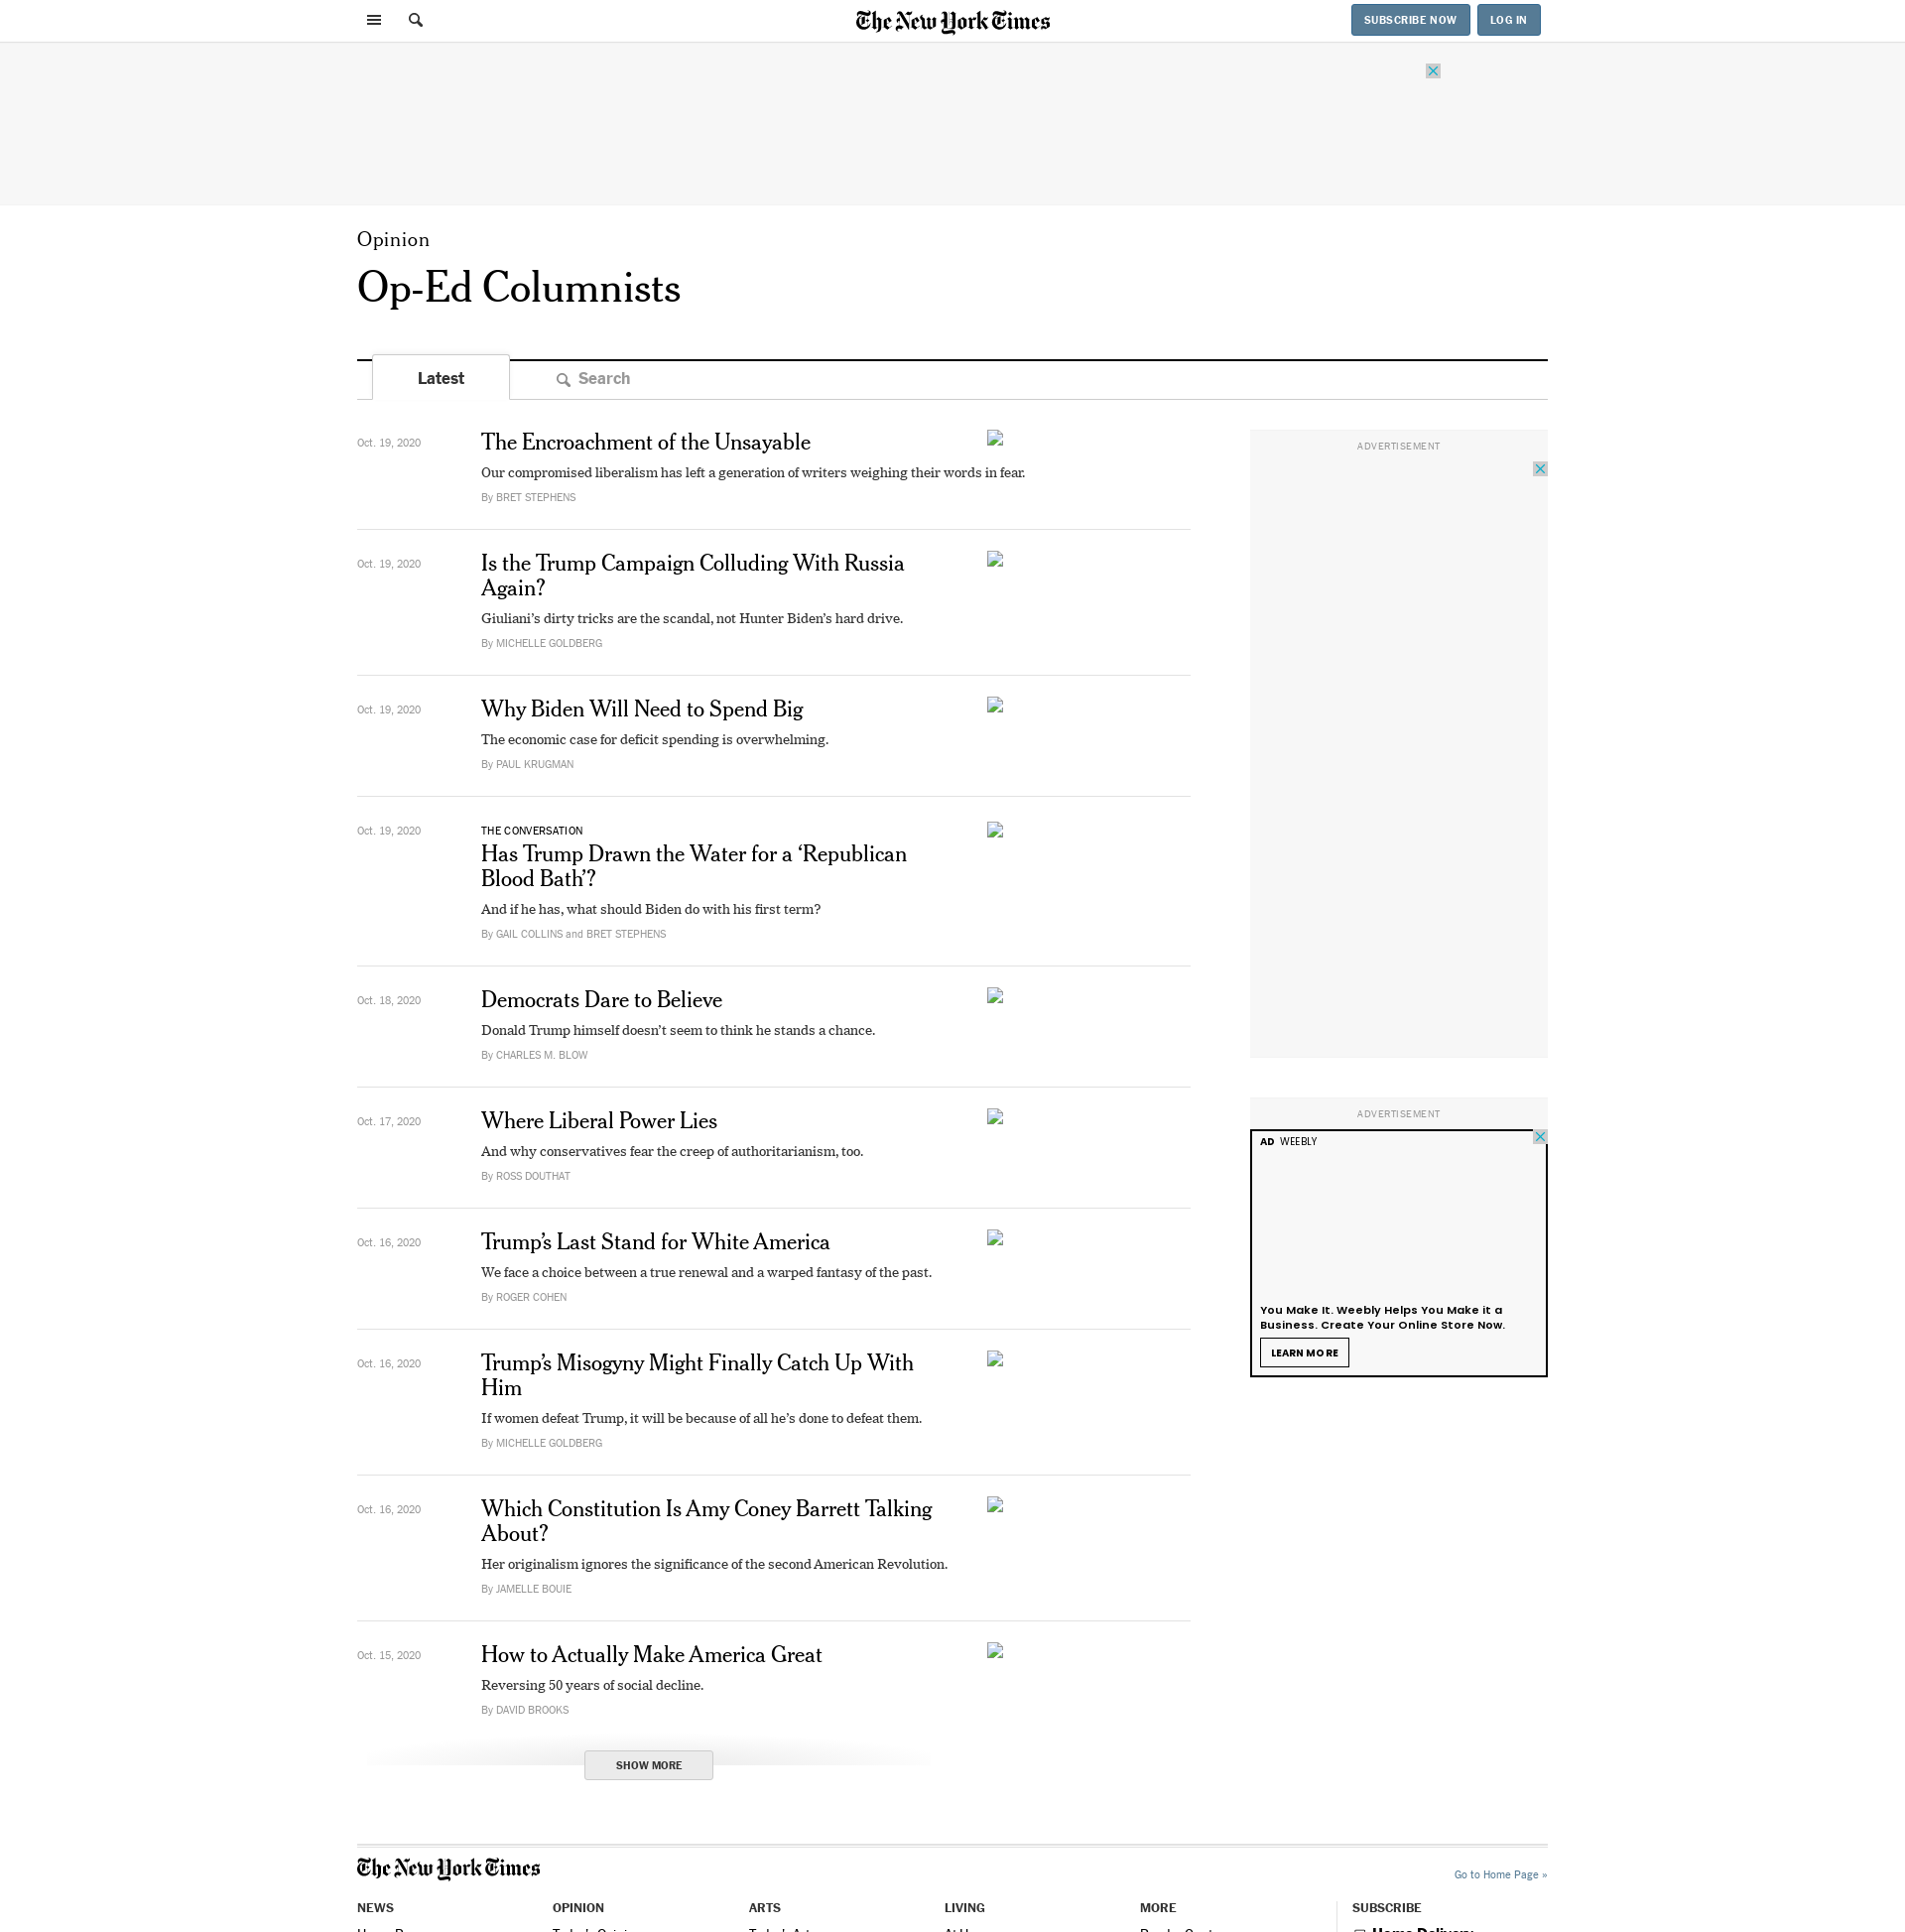 The New York Times
SUBSCRIBE NOW
LOG IN
Opinion
Op-Ed Columnists
Latest
Search
Oct. 19, 2020
The Encroachment of the Unsayable
Our compromised liberalism has left a generation of writers weighing their words in fear.
By BRET STEPHENS
Oct. 19, 2020
Is the Trump Campaign Colluding With Russia
Again?
Giuliani’s dirty tricks are the scandal, not Hunter Biden’s hard drive.
By MICHELLE GOLDBERG
Oct. 19, 2020
Why Biden Will Need to Spend Big
The economic case for deficit spending is overwhelming.
By PAUL KRUGMAN
Oct. 19, 2020
THE CONVERSATION
Has Trump Drawn the Water for a ‘Republican
Blood Bath’?
And if he has, what should Biden do with his first term?
By GAIL COLLINS and BRET STEPHENS
Oct. 18, 2020
Democrats Dare to Believe
Donald Trump himself doesn’t seem to think he stands a chance.
By CHARLES M. BLOW
Oct. 17, 2020
Where Liberal Power Lies
And why conservatives fear the creep of authoritarianism, too.
By ROSS DOUTHAT
Oct. 16, 2020
Trump’s Last Stand for White America
We face a choice between a true renewal and a warped fantasy of the past.
By ROGER COHEN
Oct. 16, 2020
Trump’s Misogyny Might Finally Catch Up With
Him
If women defeat Trump, it will be because of all he’s done to defeat them.
By MICHELLE GOLDBERG
Oct. 16, 2020
Which Constitution Is Amy Coney Barrett Talking
About?
Her originalism ignores the significance of the second American Revolution.
By JAMELLE BOUIE
Oct. 15, 2020
How to Actually Make America Great
Reversing 50 years of social decline.
By DAVID BROOKS
SHOW MORE
ADVERTISEMENT
ADVERTISEMENT
AD WEEBLY
You Make It. Weebly Helps You Make it a
Business. Create Your Online Store Now.
LEARN MORE
The New York Times
Go to Home Page »
NEWS
OPINION
ARTS
LIVING
MORE
SUBSCRIBE
Home Delivery